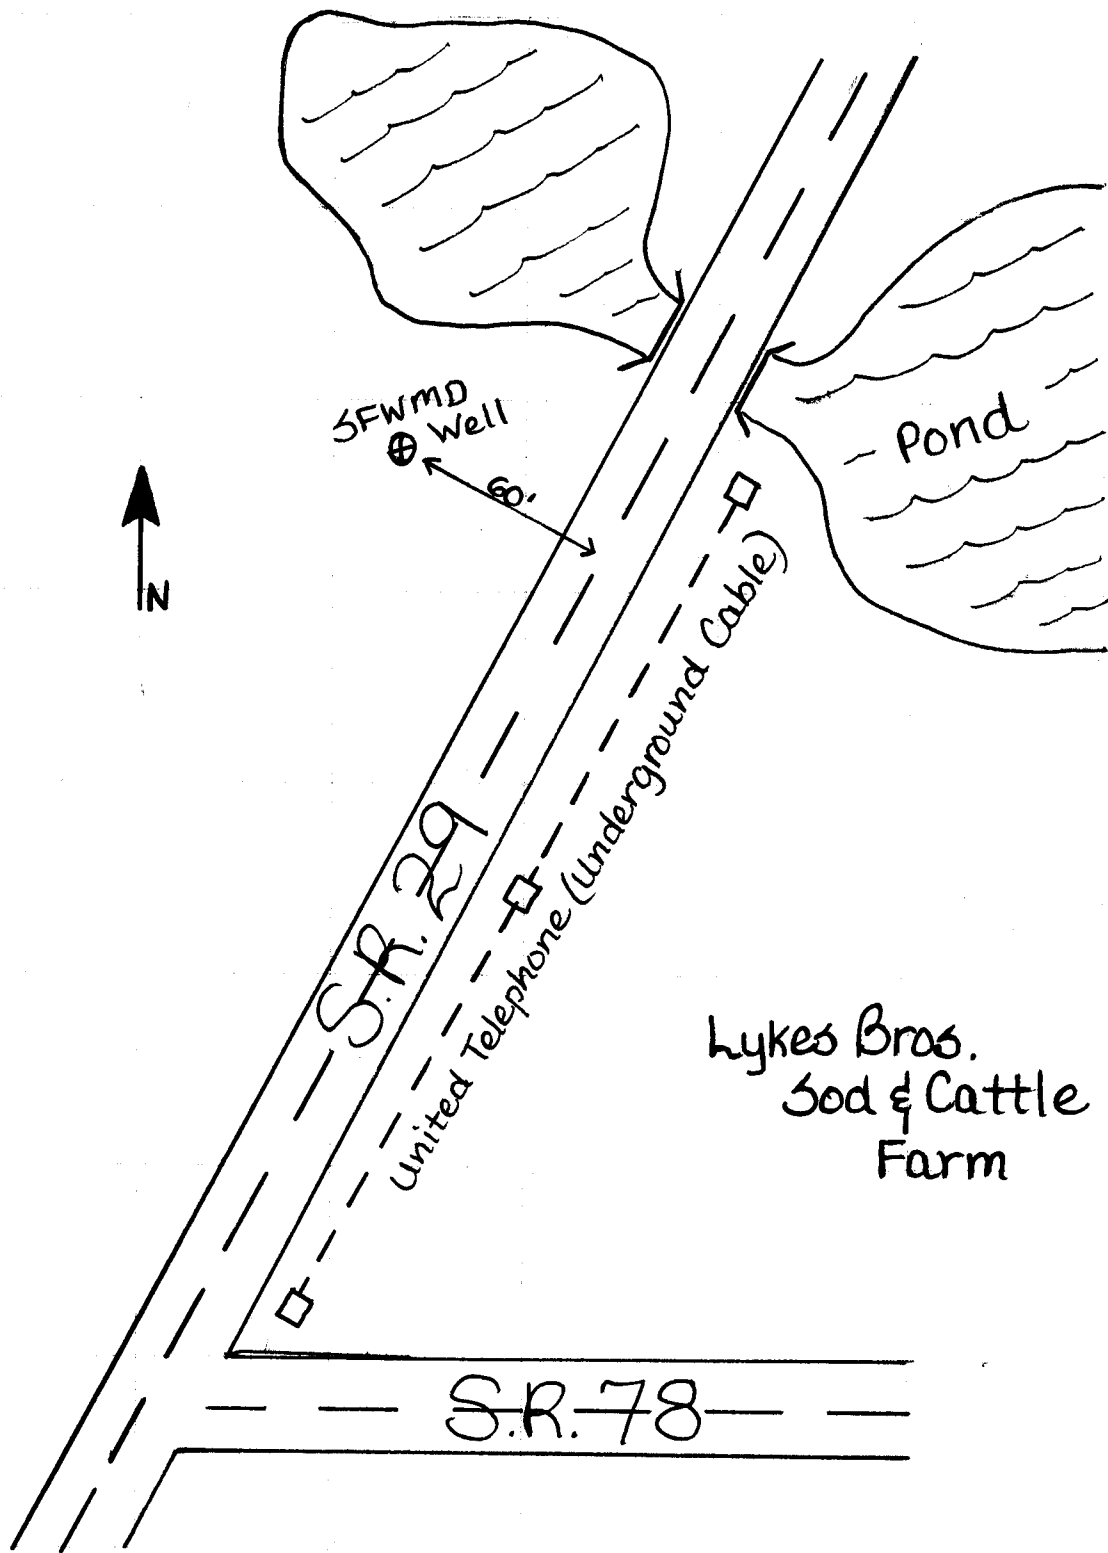 SFWMD
Well
60'
Pond
N
United Telephone (Underground Cable)
S.R. 29
Lykes Bros.
Sod & Cattle
Farm
S.R. 78